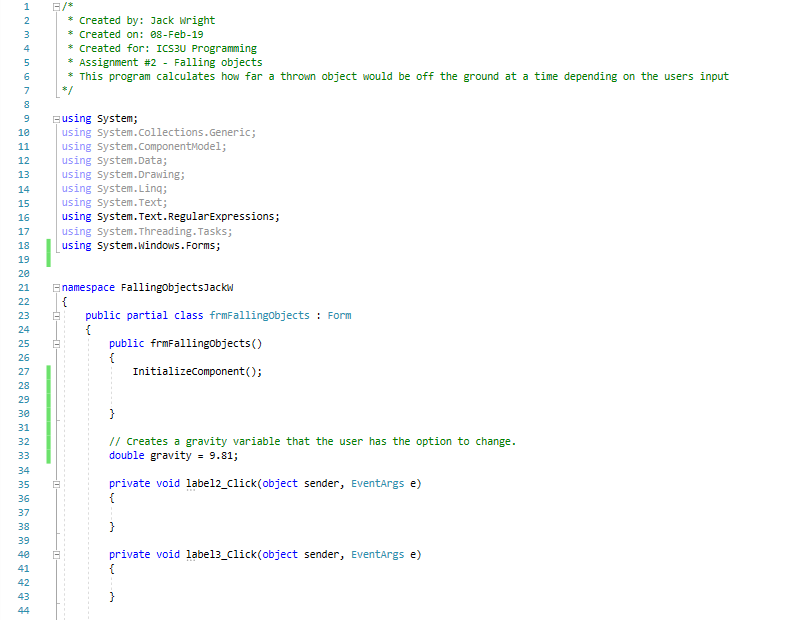 1 /*
2  * Created by: Jack Wright
3  * Created on: 08-Feb-19
4  * Created for: ICS3U Programming
5  * Assignment #2 - Falling objects
6  * This program calculates how far a thrown object would be off the ground at a time depending on the users input
7 */
8
9 using System;
10 using System.Collections.Generic;
11 using System.ComponentModel;
12 using System.Data;
13 using System.Drawing;
14 using System.Linq;
15 using System.Text;
16 using System.Text.RegularExpressions;
17 using System.Threading.Tasks;
18 using System.Windows.Forms;
19
20
21 namespace FallingObjectsJackW
22 {
23     public partial class frmFallingObjects : Form
24     {
25         public frmFallingObjects()
26         {
27             InitializeComponent();
28
29
30         }
31
32         // Creates a gravity variable that the user has the option to change.
33         double gravity = 9.81;
34
35         private void label2_Click(object sender, EventArgs e)
36         {
37
38         }
39
40         private void label3_Click(object sender, EventArgs e)
41         {
42
43         }
44